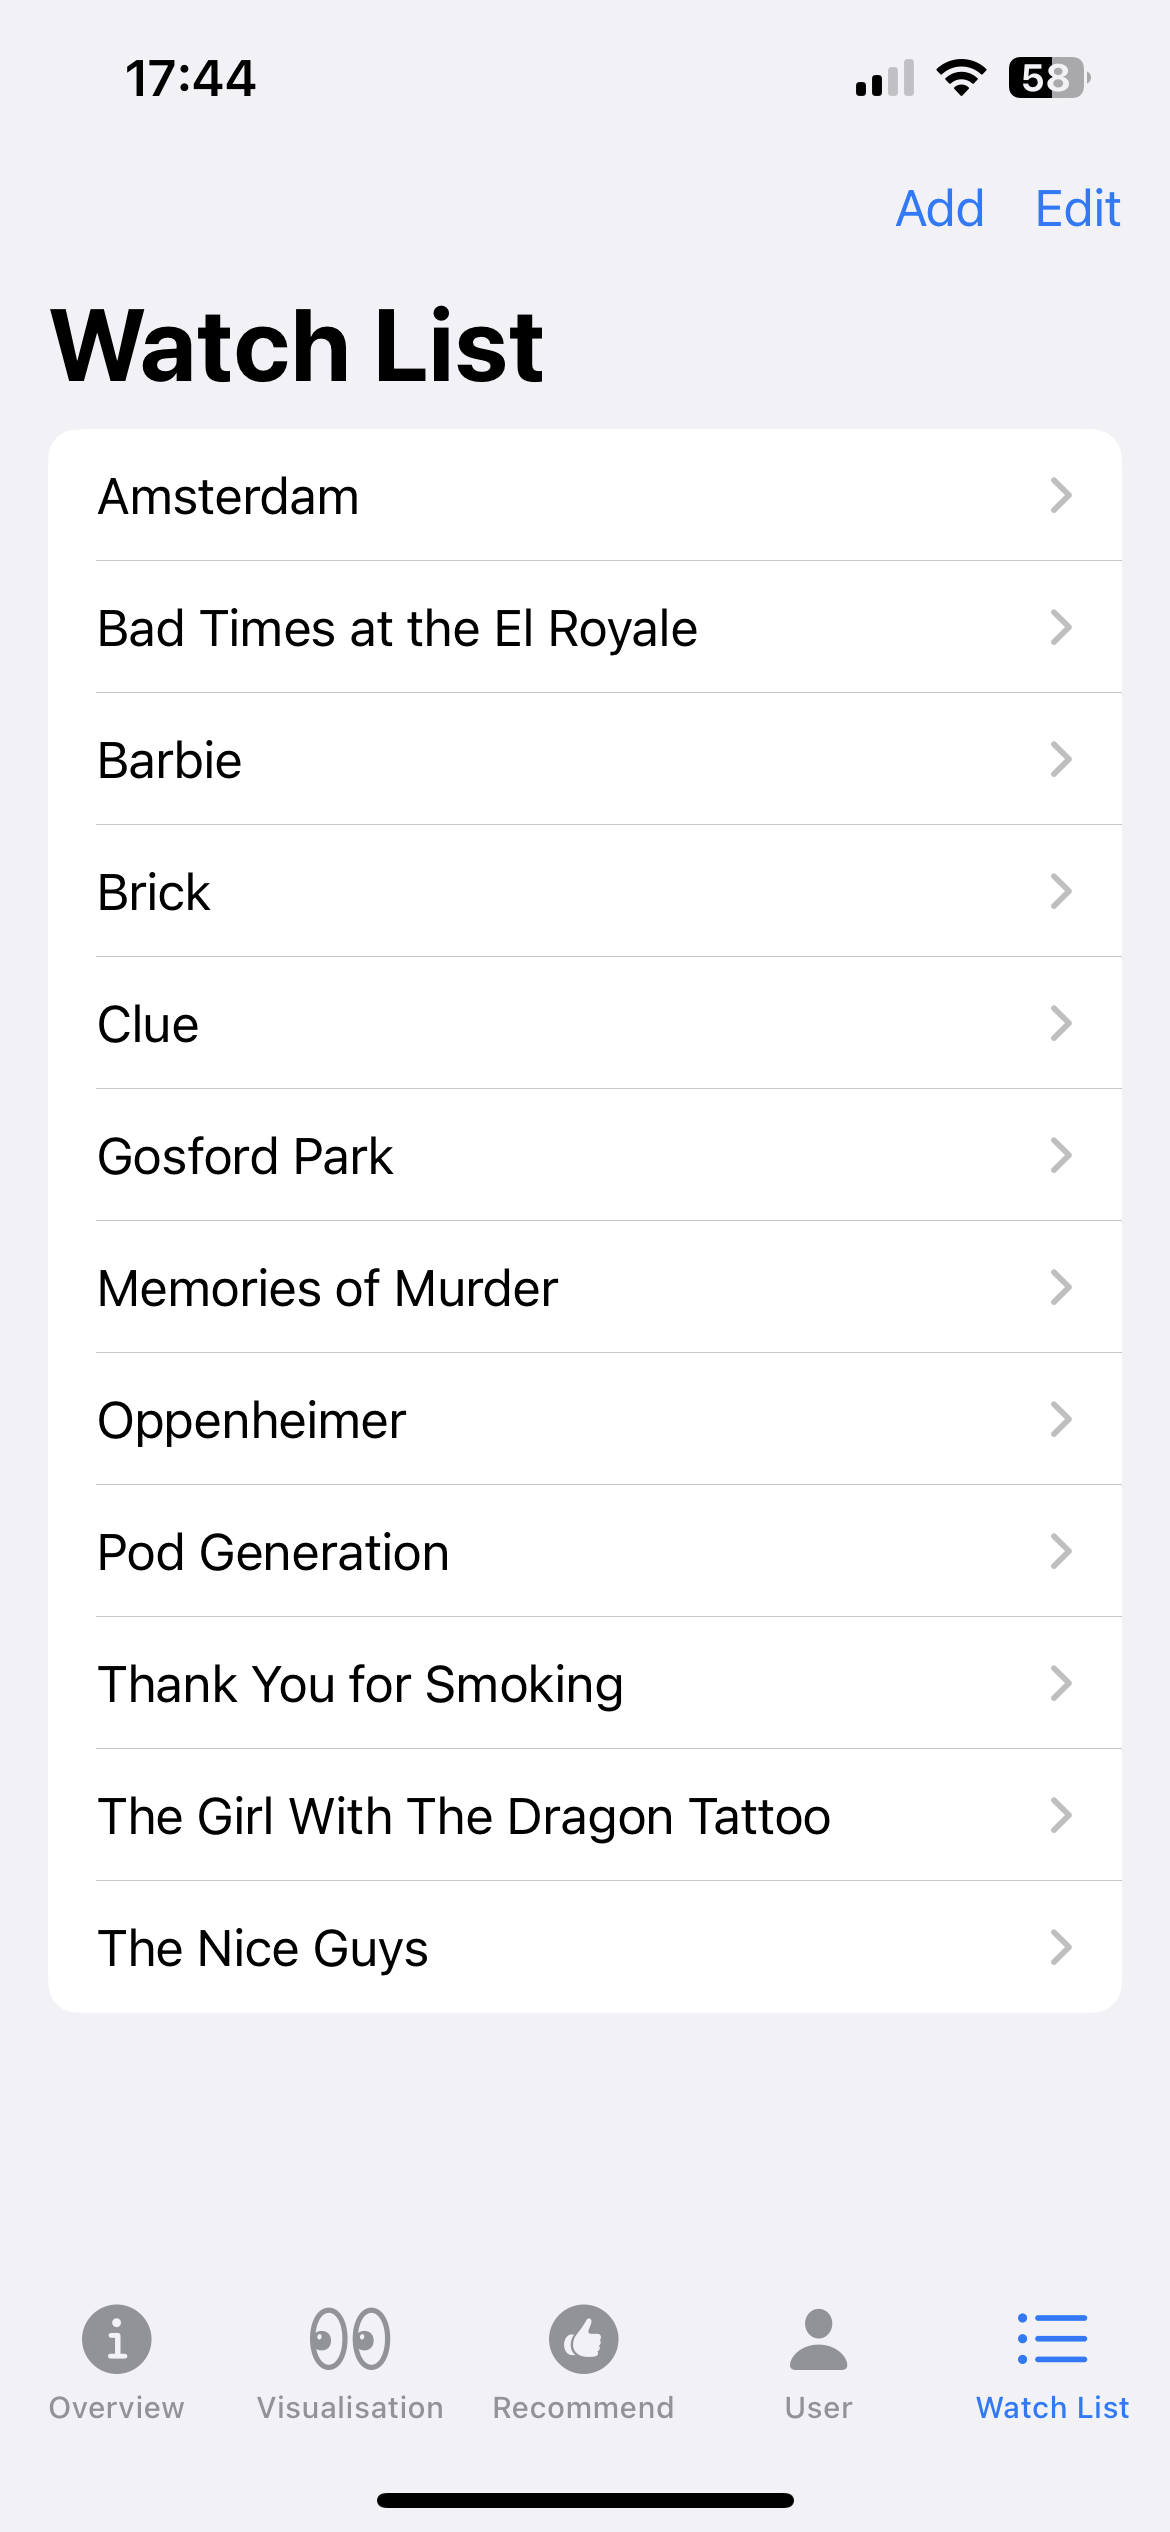 17:44
58
Add Edit
Watch List
Amsterdam
Bad Times at the El Royale
Barbie
Brick
Clue
Gosford Park
Memories of Murder
Oppenheimer
Pod Generation
Thank You for Smoking
The Girl With The Dragon Tattoo
The Nice Guys
Overview Visualisation Recommend User Watch List